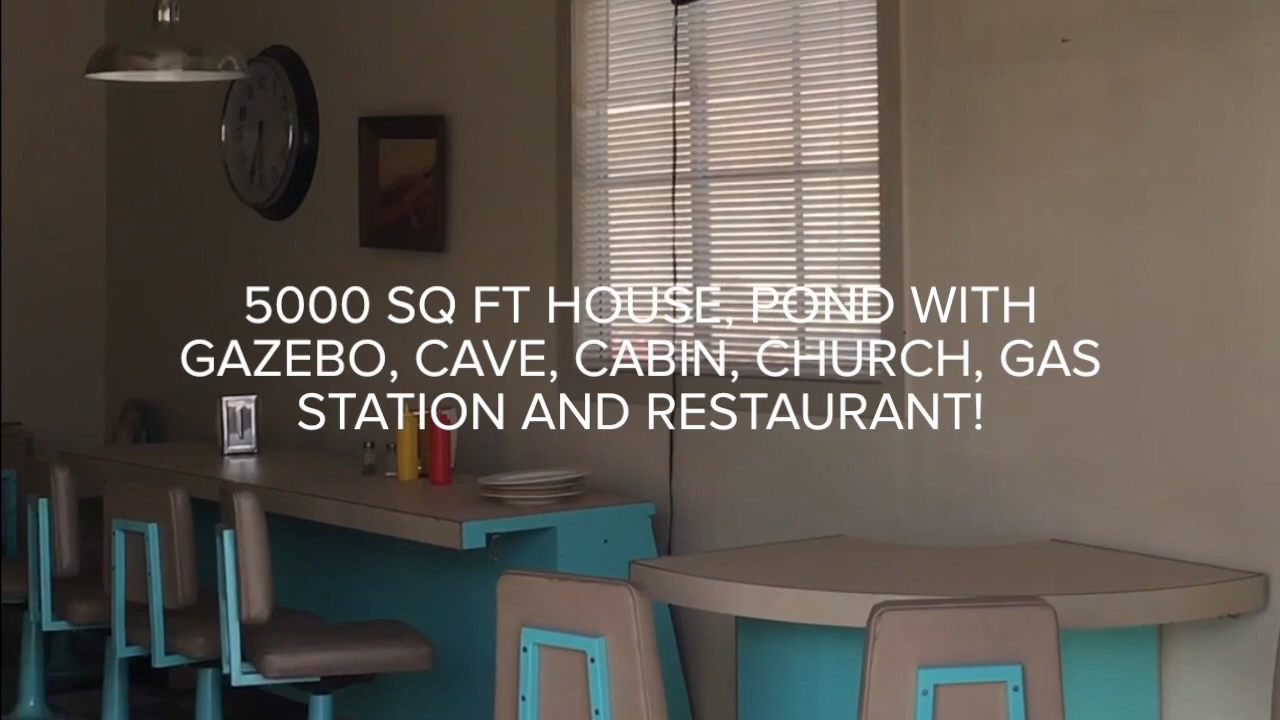 5000 SQ FT HOUSE, POND WITH
GAZEBO, CAVE, CABIN, CHURCH, GAS
STATION AND RESTAURANT!